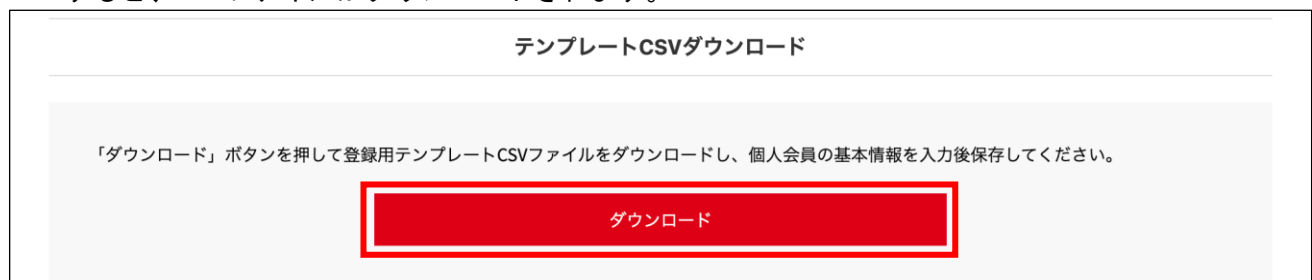 テンプレートCSVダウンロード
「ダウンロード」ボタンを押して登録用テンプレートCSVファイルをダウンロードし、個人会員の基本情報を入力後保存してください。
ダウンロード